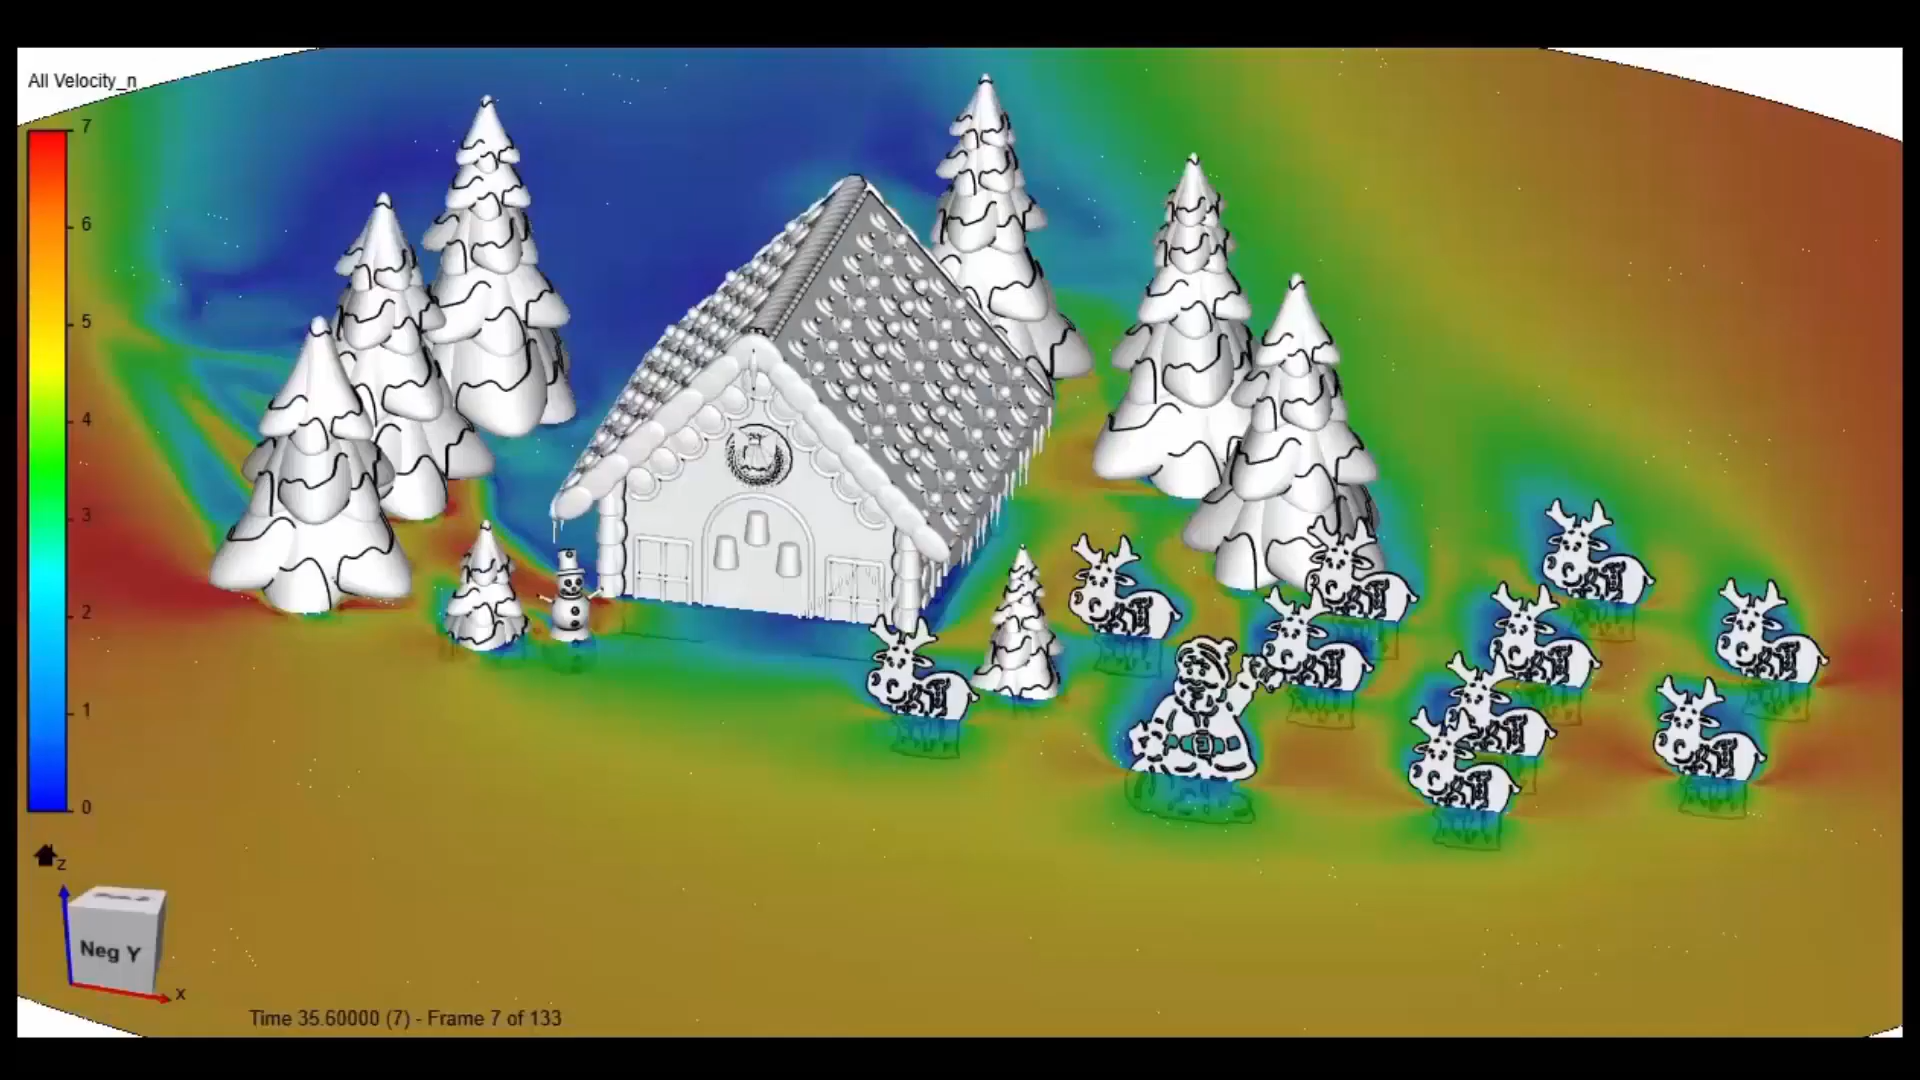 All Velocity_n
7
6
5
4
3
2
1
0
Z
Neg Y
X
Time 35.60000 (7) - Frame 7 of 133